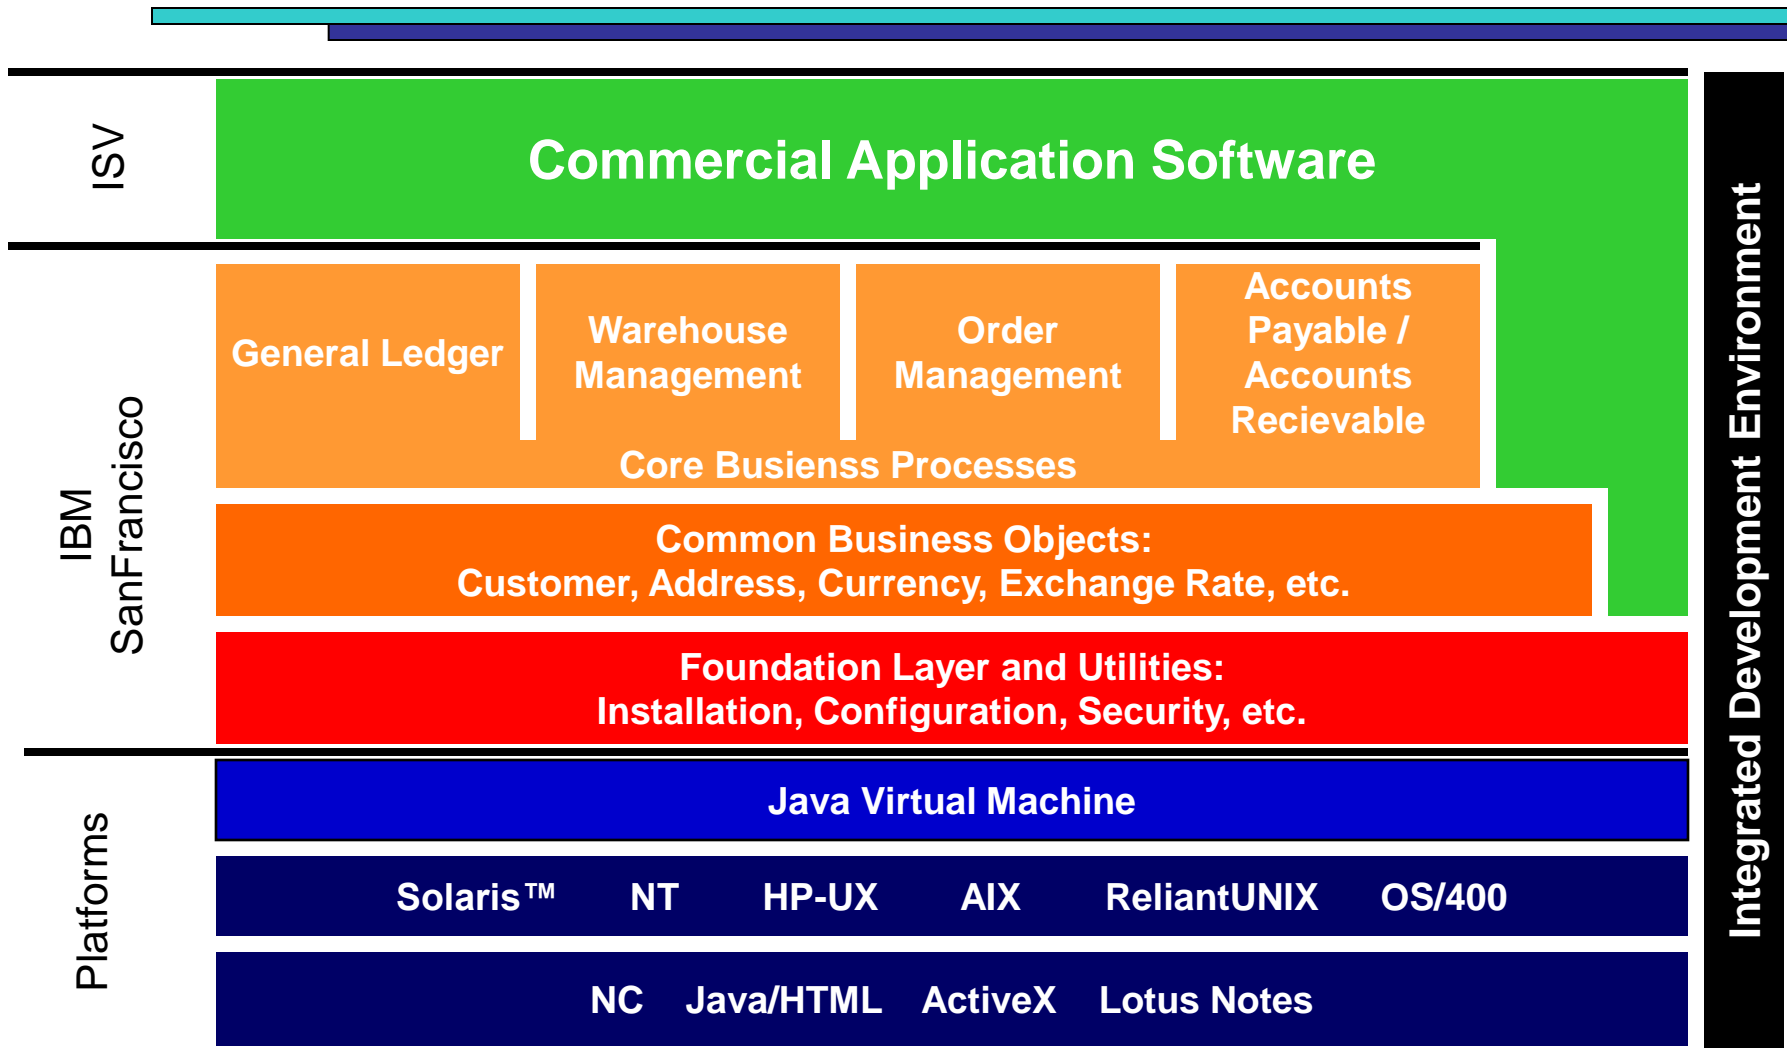 ISV
Commercial Application Software
IBM
SanFrancisco
General Ledger
Warehouse
Management
Order
Management
Accounts
Payable /
Accounts
Recievable
Core Busienss Processes
Common Business Objects:
Customer, Address, Currency, Exchange Rate, etc.
Foundation Layer and Utilities:
Installation, Configuration, Security, etc.
Platforms
Java Virtual Machine
Solaris™ NT HP-UX AIX ReliantUNIX OS/400
NC Java/HTML ActiveX Lotus Notes
Integrated Development Environment